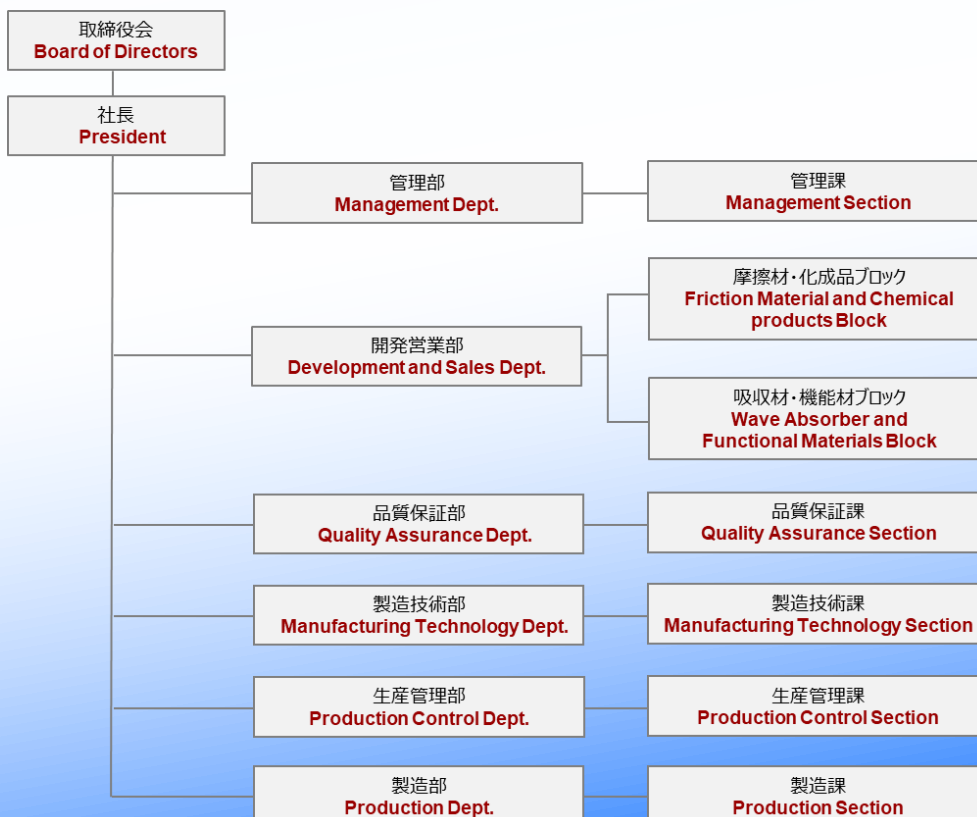 取締役会
Board of Directors
社長
President
管理部
Management Dept.
管理課
Management Section
開発営業部
Development and Sales Dept.
摩擦材・化成品ブロック
Friction Material and Chemical
products Block
吸収材・機能材ブロック
Wave Absorber and
Functional Materials Block
品質保証部
Quality Assurance Dept.
品質保証課
Quality Assurance Section
製造技術部
Manufacturing Technology Dept.
製造技術課
Manufacturing Technology Section
生産管理部
Production Control Dept.
生産管理課
Production Control Section
製造部
Production Dept.
製造課
Production Section